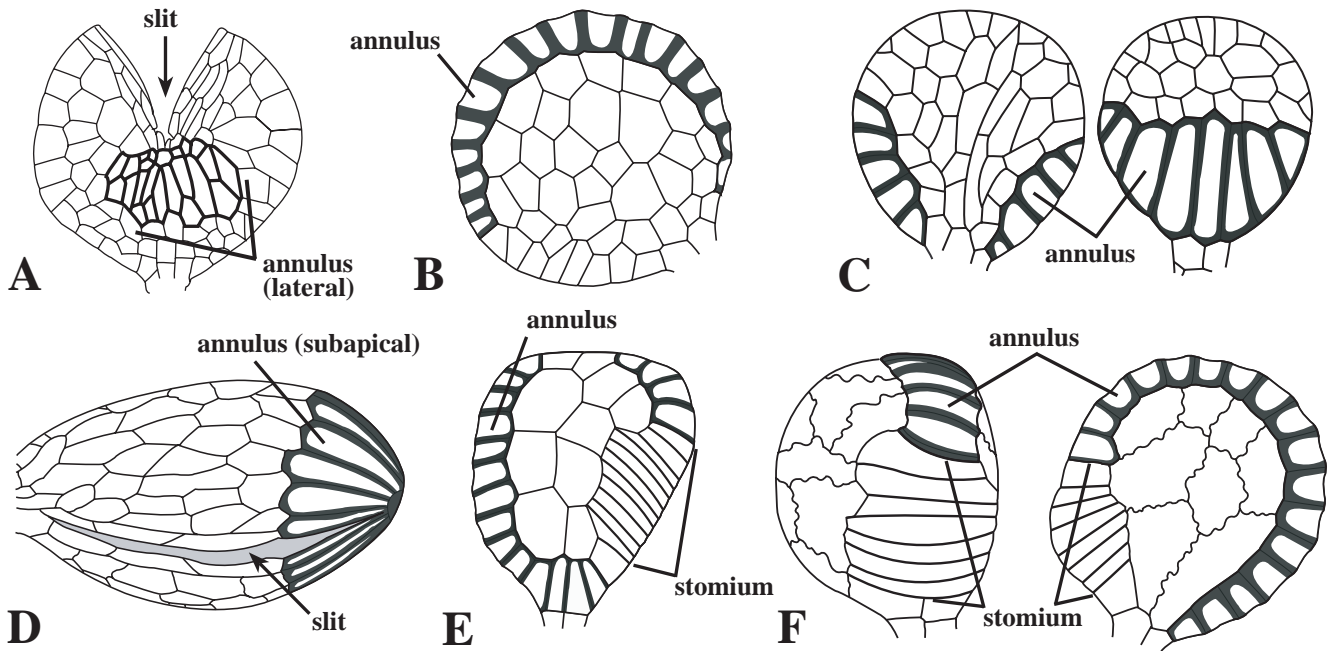 slit
annulus
(lateral)
A
annulus
B
annulus
C
annulus (subapical)
slit
D
annulus
stomium
E
annulus
stomium
F